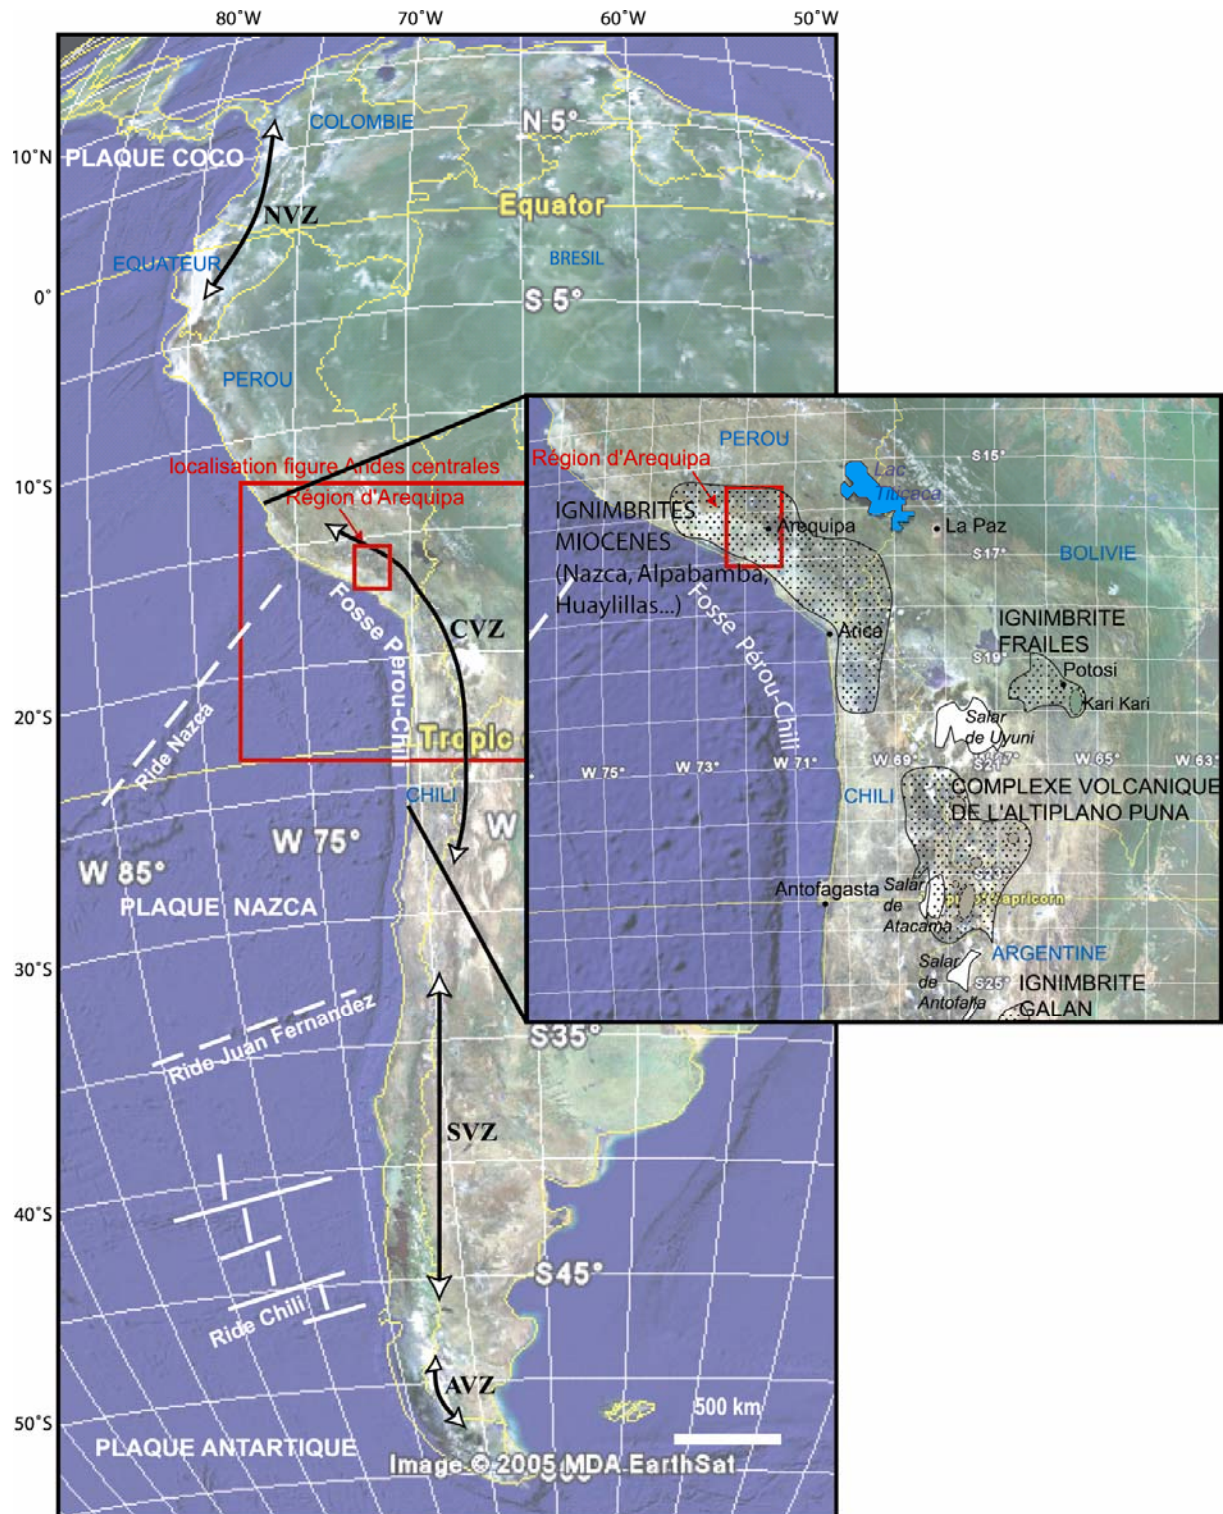 80°W 70°W 60°W 50°W
COLOMBIE
N 5°
10°N
PLAQUE COCO
NVZ
Equator
EQUATEUR
BRESIL
0°
S 5°
PEROU
localisation figure Andes centrales
10°S
Région d'Arequipa
Fosse Perou-Chili
CVZ
20°S
Ride Nazca
Tropic
CHILI
W 75°
W
W 85°
PLAQUE NAZCA
30°S
Ride Juan Fernandez
S35°
SVZ
40°S
S45°
Ride Chili
AVZ
500 km
50°S
PLAQUE ANTARTIQUE
Image © 2005 MDA EarthSat
PEROU
Région d'Arequipa
S15°
Lac
Titicaca
IGNIMBRITES
MIOCENES
(Nazca, Alpabamba,
Huaylillas...)
Arequipa
La Paz
S17°
BOLIVIE
Fosse Pérou-Chili
Arica
IGNIMBRITE
FRAILES
S19°
Potosi
Kari Kari
Salar
de Uyuni
W 75° W 73° W 71° W 69° W 65° W 63°
S21°
CHILI
COMPLEXE VOLCANIQUE
DE L'ALTIPLANO PUNA
Antofagasta
Salar
de
Atacama
ARGENTINE
Salar
de
Antofalla
S25°
IGNIMBRITE
GALAN